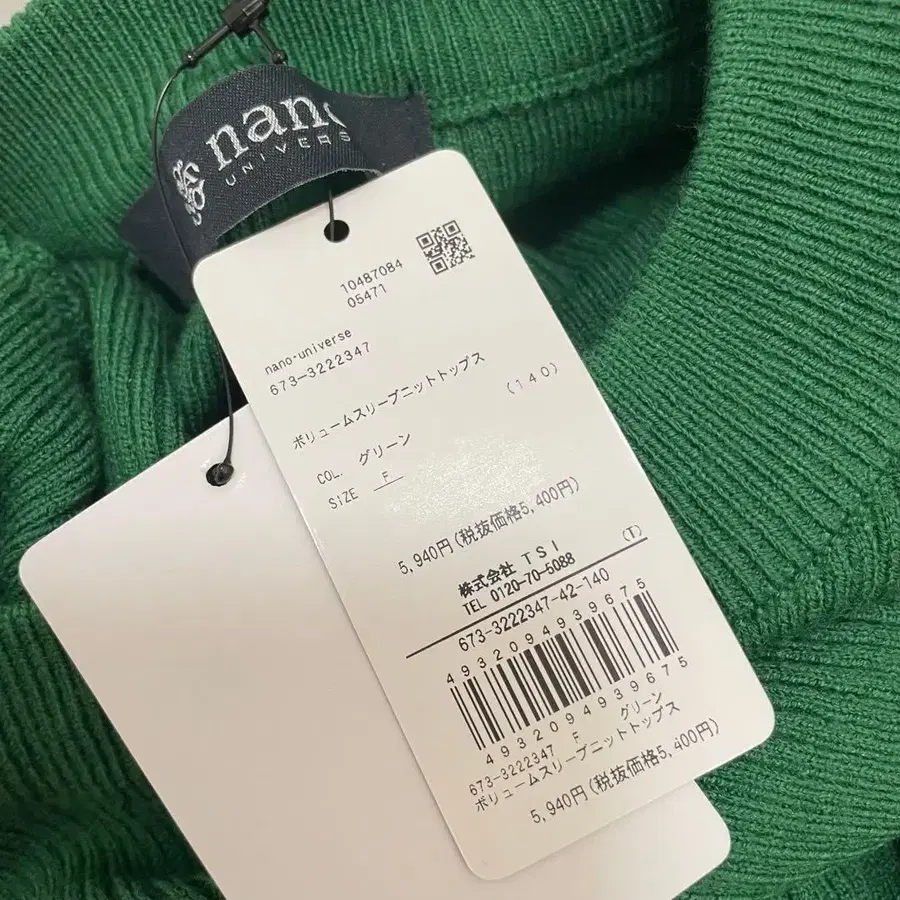 nano
UNIVERS
10487084
05471
nano・universe
673-3222347
ボリュームスリーブニットトップス
(140)
COL. グリーン
SIZE F
5,940円(税抜価格5,400円)
株式会社 TSI
TEL 0120-70-5088
(T)
673-3222347-42-140
4932094939675
4932094939675
673-3222347 F グリーン
ボリュームスリーブニットトップス
5,940円(税抜価格5,400円)